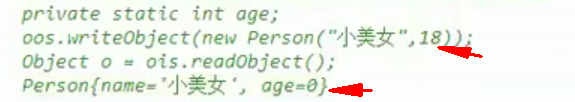 private static int age;
oos.writeObject(new Person("小美女",18));
Object o = ois.readObject();
Person{name='小美女', age=0}